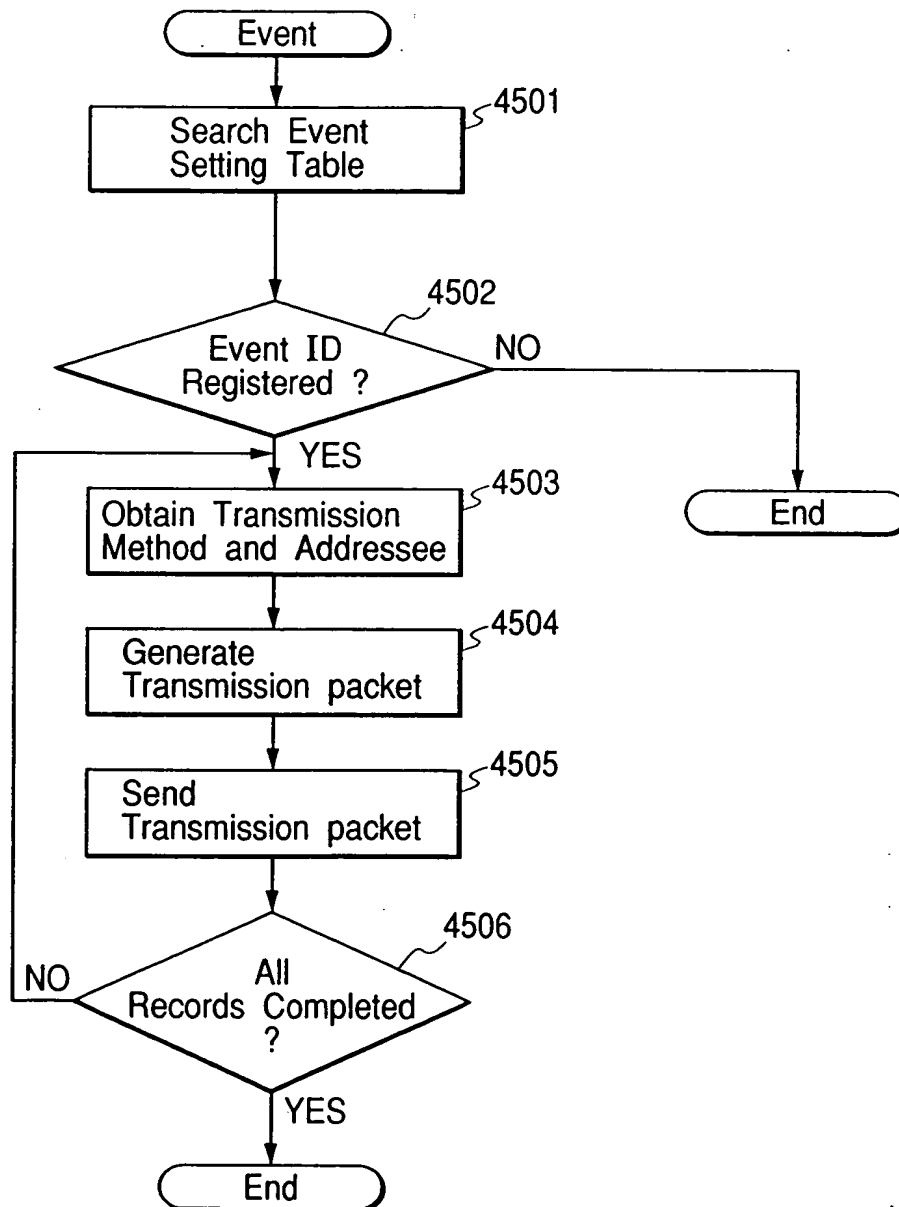 Event
4501
Search Event
Setting Table
4502
Event ID
Registered ?
NO
YES
4503
Obtain Transmission
Method and Addressee
End
4504
Generate
Transmission packet
4505
Send
Transmission packet
4506
All
Records Completed
?
NO
YES
End